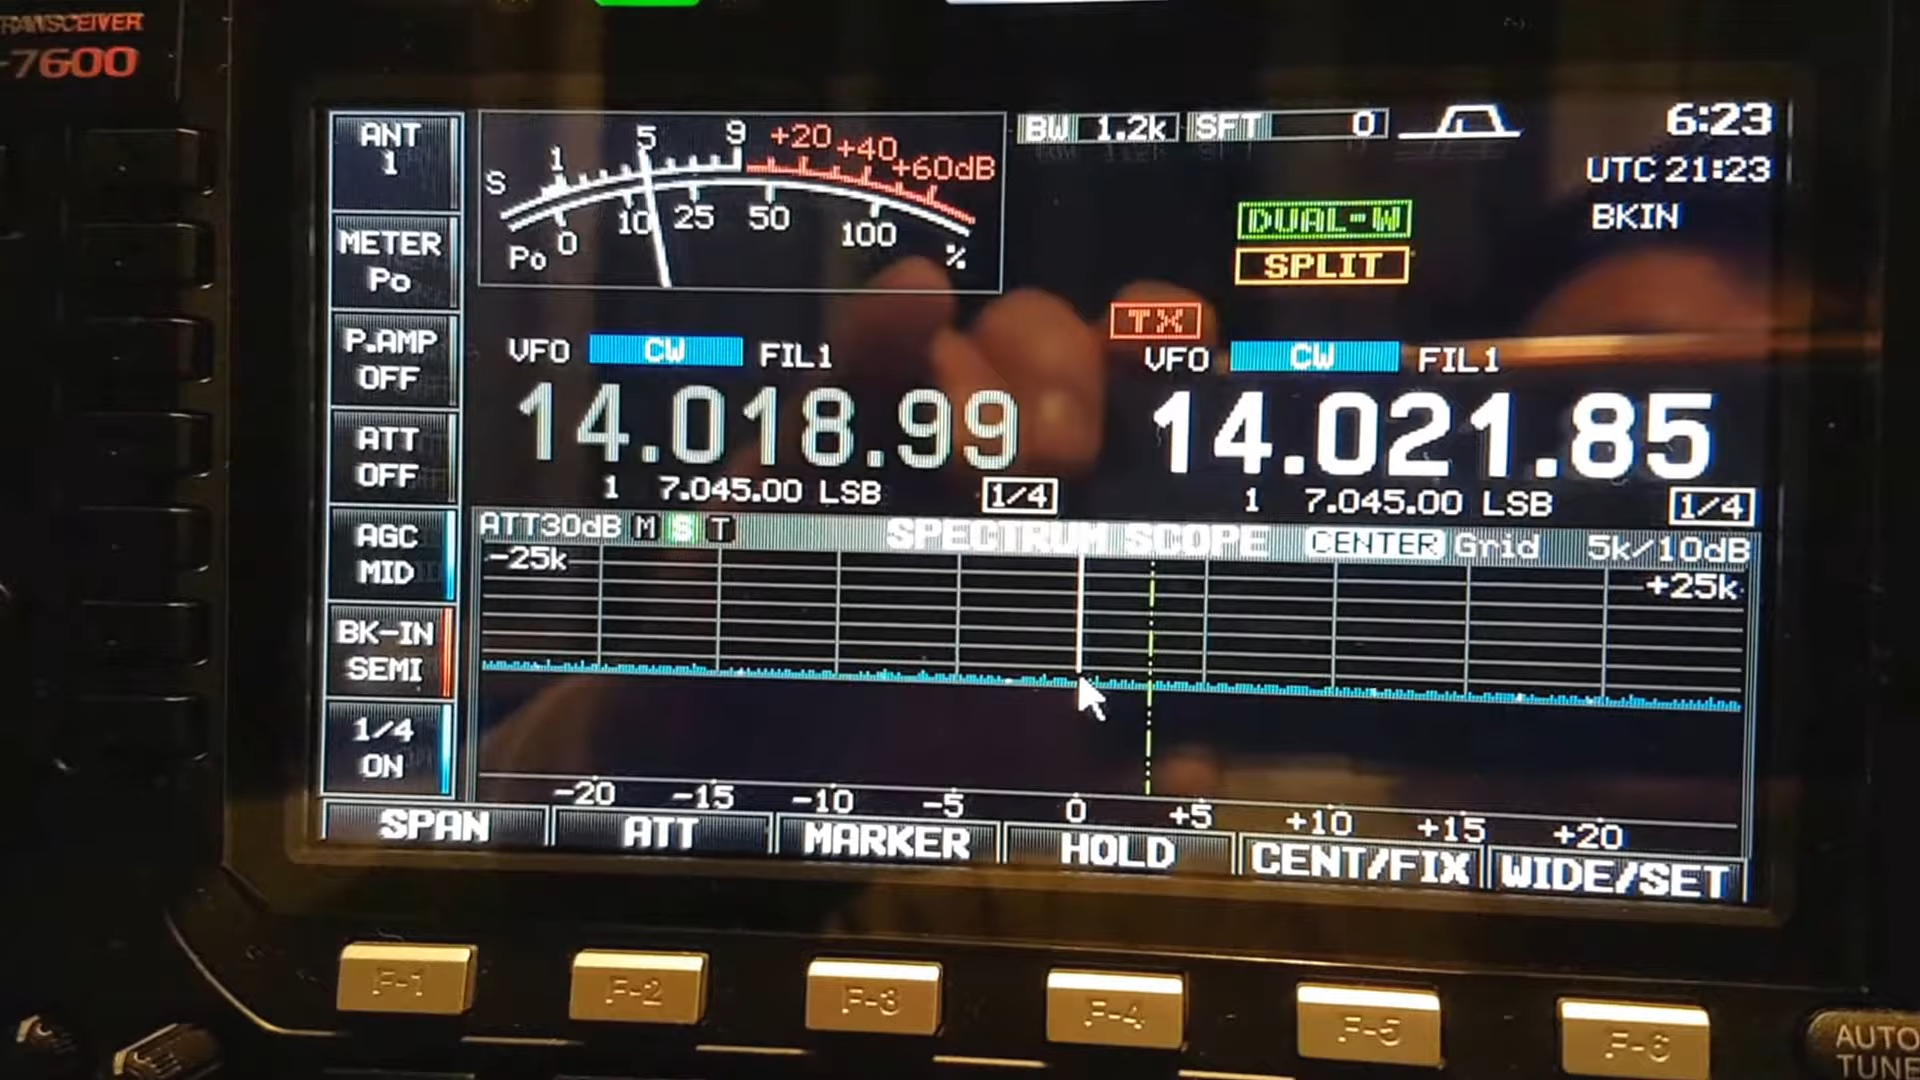 TRANSCEIVER
-7600
ANT
1
METER
Po
P.AMP
OFF
ATT
OFF
AGC
MID
BK-IN
SEMI
1/4
ON
S 1 5 9 +20 +40 +60dB
Po 0 10 25 50 100 %
BW 1.2k SFT 0
6:23
UTC 21:23
BKIN
DUAL-W
SPLIT
TX
VFO CW FIL1
14.018.99
1 7.045.00 LSB 1/4
VFO CW FIL1
14.021.85
1 7.045.00 LSB 1/4
ATT30dB M S T SPECTRUM SCOPE CENTER Grid 5k/10dB
-25k +25k
-20 -15 -10 -5 0 +5 +10 +15 +20
SPAN ATT MARKER HOLD CENT/FIX WIDE/SET
F-1 F-2 F-3 F-4 F-5 F-6
AUTO
TUNE